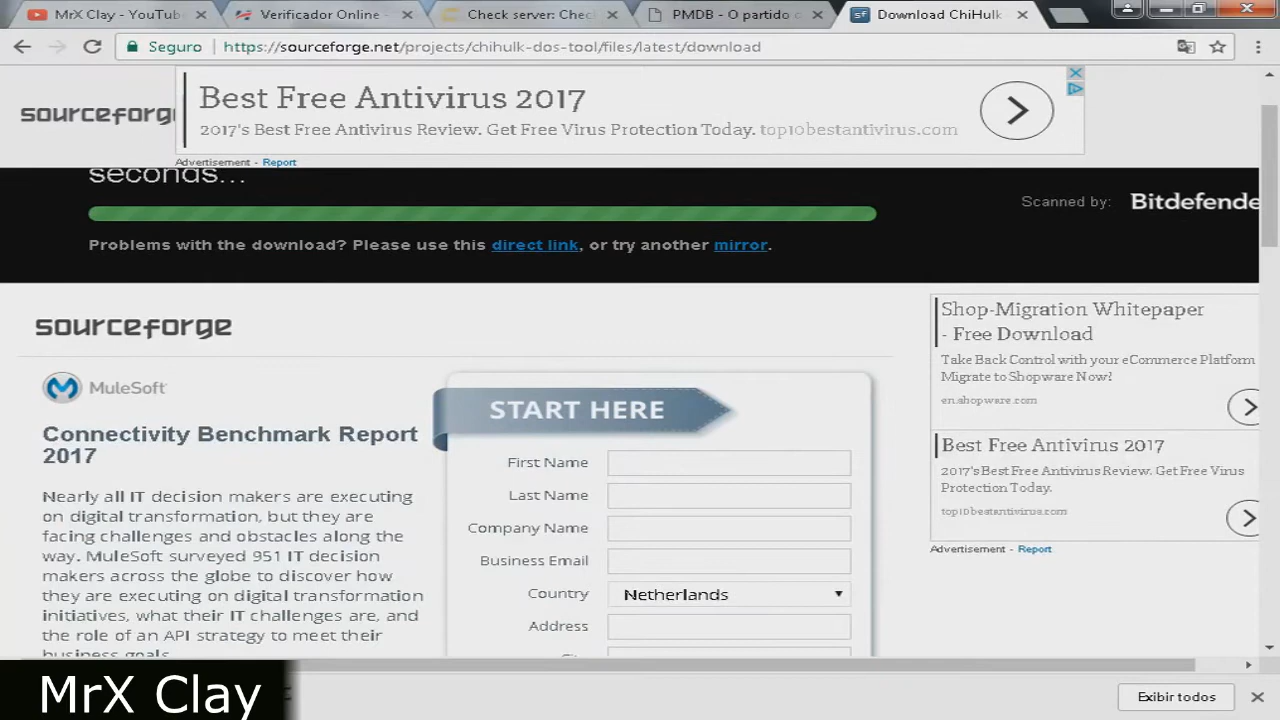 MrX Clay - YouTub
Verificador Online -
Check server: Chec
PMDB - O partido o
Download ChiHulk
Seguro
https://sourceforge.net/projects/chihulk-dos-tool/files/latest/download
sourceforg
Best Free Antivirus 2017
2017's Best Free Antivirus Review. Get Free Virus Protection Today. top10bestantivirus.com
Advertisement - Report
seconds...
Scanned by: Bitdefende
Problems with the download? Please use this direct link, or try another mirror.
sourceforge
MuleSoft
Connectivity Benchmark Report
2017
Nearly all IT decision makers are executing
on digital transformation, but they are
facing challenges and obstacles along the
way. MuleSoft surveyed 951 IT decision
makers across the globe to discover how
they are executing on digital transformation
initiatives, what their IT challenges are, and
the role of an API strategy to meet their
business goals.
START HERE
First Name
Last Name
Company Name
Business Email
Country
Netherlands
Address
Shop-Migration Whitepaper
- Free Download
Take Back Control with your eCommerce Platform
Migrate to Shopware Now!
en.shopware.com
Best Free Antivirus 2017
2017's Best Free Antivirus Review. Get Free Virus
Protection Today.
top10bestantivirus.com
Advertisement - Report
MrX Clay
Exibir todos